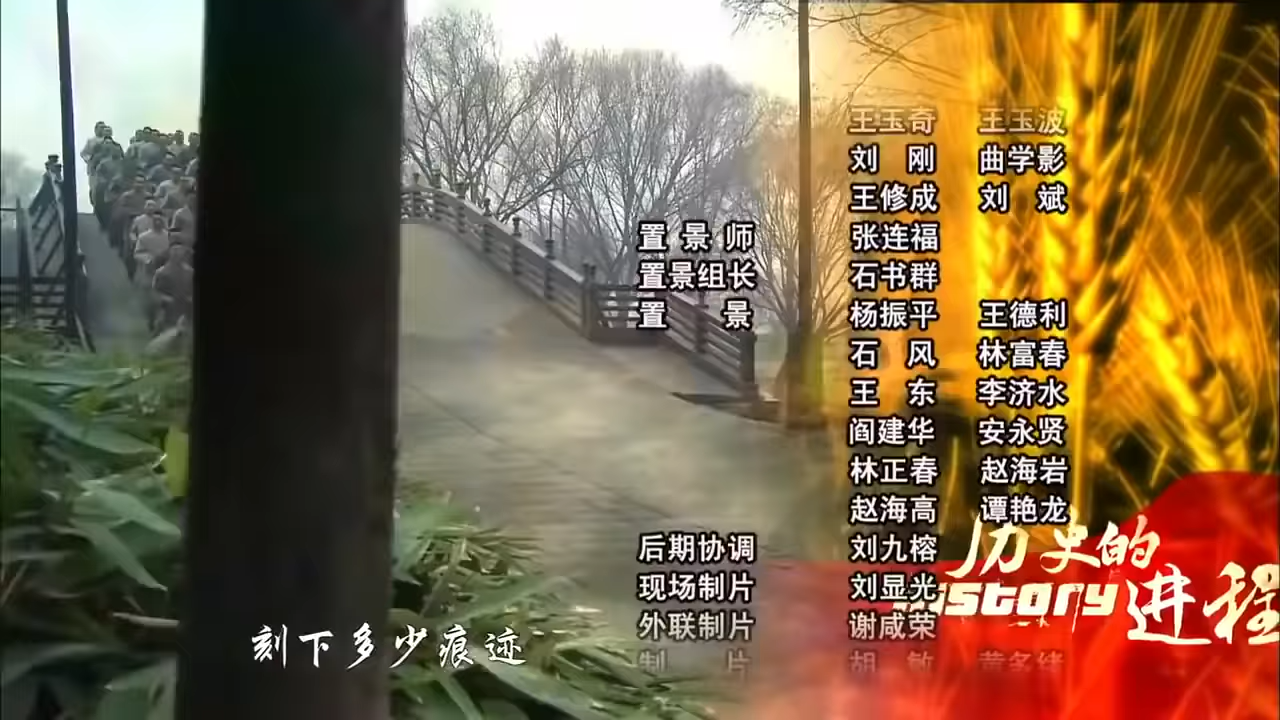 王玉奇 王玉波
刘 刚 曲学影
王修成 刘 斌
置 景 师 张连福
置景组长 石书群
置 景 杨振平 王德利
石 风 林富春
王 东 李济水
阎建华 安永贤
林正春 赵海岩
赵海高 谭艳龙
后期协调 刘九榕
现场制片 刘显光
外联制片 谢咸荣
制 片 胡 敏
历史的
history 进程
刻下多少痕迹